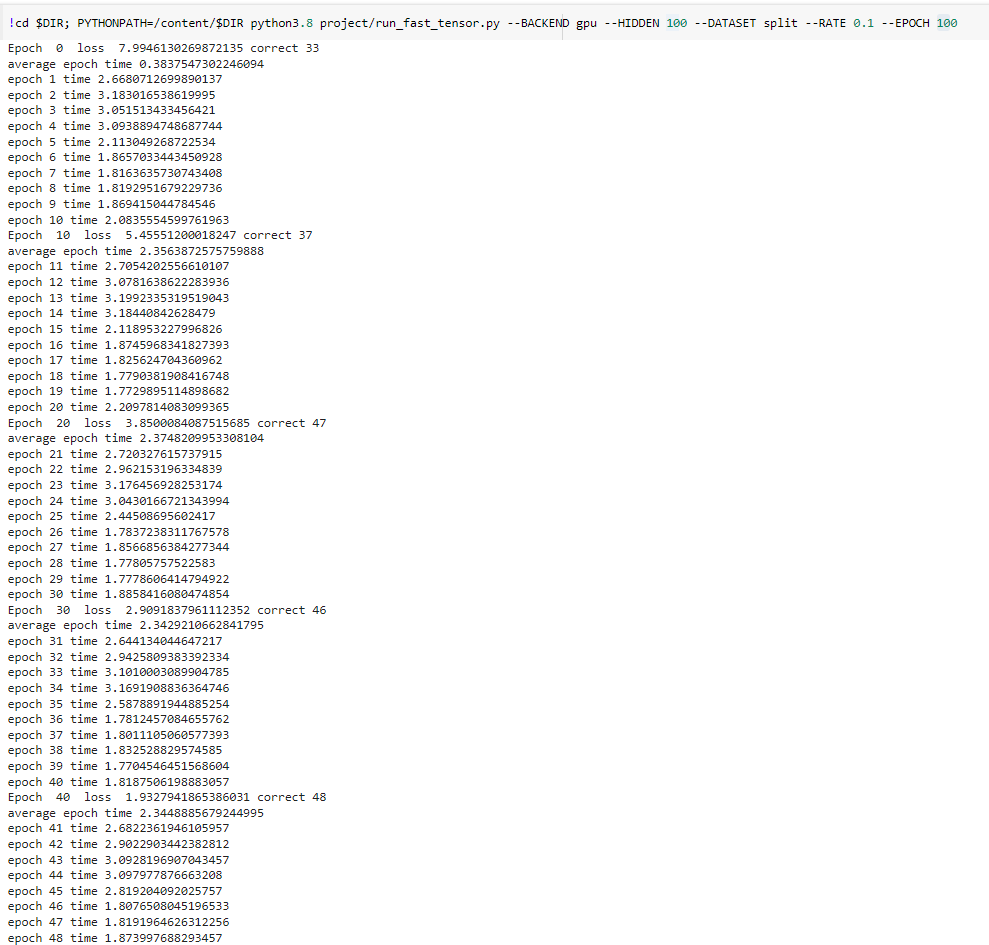 !cd $DIR; PYTHONPATH=/content/$DIR python3.8 project/run_fast_tensor.py --BACKEND gpu --HIDDEN 100 --DATASET split --RATE 0.1 --EPOCH 100
Epoch  0  loss  7.9946130269872135 correct 33
average epoch time 0.3837547302246094
epoch 1 time 2.6680712699890137
epoch 2 time 3.183016538619995
epoch 3 time 3.051513433456421
epoch 4 time 3.0938894748687744
epoch 5 time 2.113049268722534
epoch 6 time 1.8657033443450928
epoch 7 time 1.8163635730743408
epoch 8 time 1.8192951679229736
epoch 9 time 1.869415044784546
epoch 10 time 2.0835554599761963
Epoch  10  loss  5.45551200018247 correct 37
average epoch time 2.3563872575759888
epoch 11 time 2.7054202556610107
epoch 12 time 3.0781638622283936
epoch 13 time 3.1992335319519043
epoch 14 time 3.18440842628479
epoch 15 time 2.118953227996826
epoch 16 time 1.8745968341827393
epoch 17 time 1.825624704360962
epoch 18 time 1.7790381908416748
epoch 19 time 1.7729895114898682
epoch 20 time 2.2097814083099365
Epoch  20  loss  3.8500084087515685 correct 47
average epoch time 2.3748209953308104
epoch 21 time 2.720327615737915
epoch 22 time 2.962153196334839
epoch 23 time 3.176456928253174
epoch 24 time 3.0430166721343994
epoch 25 time 2.44508695602417
epoch 26 time 1.7837238311767578
epoch 27 time 1.8566856384277344
epoch 28 time 1.77805757522583
epoch 29 time 1.7778606414794922
epoch 30 time 1.8858416080474854
Epoch  30  loss  2.9091837961112352 correct 46
average epoch time 2.3429210662841795
epoch 31 time 2.644134044647217
epoch 32 time 2.9425809383392334
epoch 33 time 3.1010003089904785
epoch 34 time 3.1691908836364746
epoch 35 time 2.5878891944885254
epoch 36 time 1.7812457084655762
epoch 37 time 1.8011105060577393
epoch 38 time 1.832528829574585
epoch 39 time 1.7704546451568604
epoch 40 time 1.8187506198883057
Epoch  40  loss  1.9327941865386031 correct 48
average epoch time 2.3448885679244995
epoch 41 time 2.6822361946105957
epoch 42 time 2.9022903442382812
epoch 43 time 3.0928196907043457
epoch 44 time 3.097977876663208
epoch 45 time 2.819204092025757
epoch 46 time 1.8076508045196533
epoch 47 time 1.8191964626312256
epoch 48 time 1.873997688293457